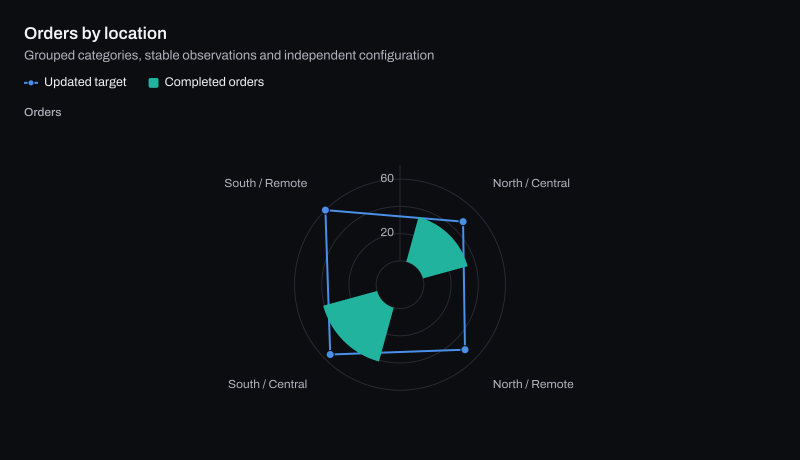 Orders by location
Grouped categories, stable observations and independent configuration
Updated target Completed orders
Orders
South / Remote
60
North / Central
20
South / Central
North / Remote